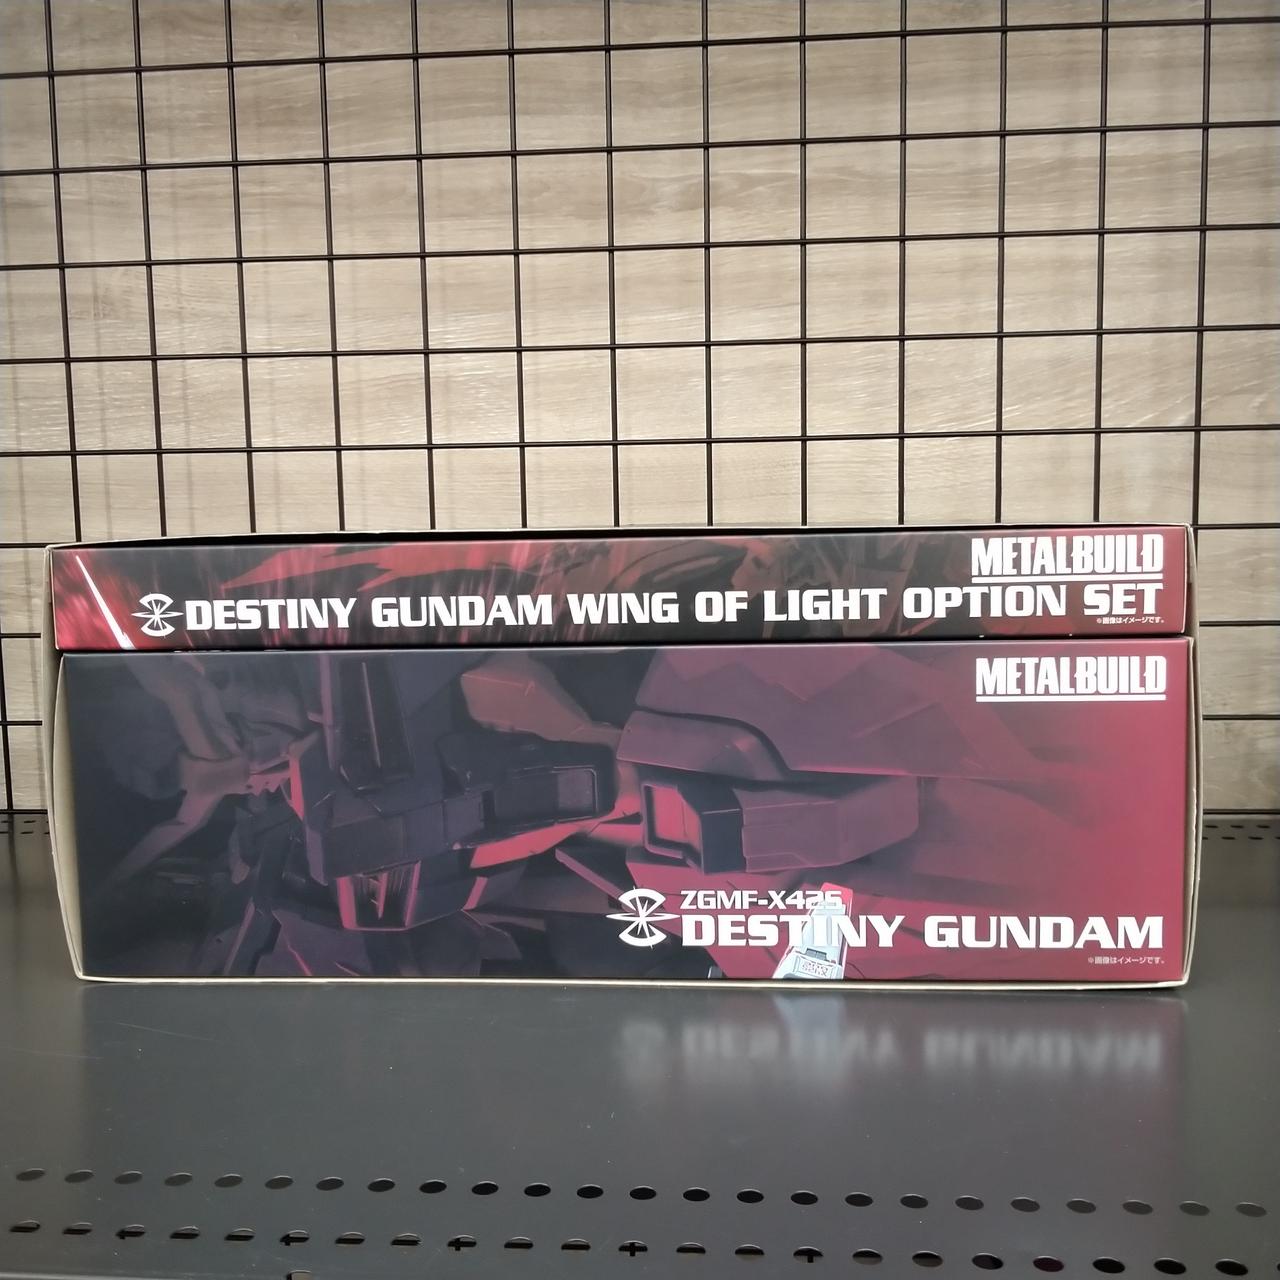 METALBUILD
DESTINY GUNDAM WING OF LIGHT OPTION SET
※画像はイメージです。
METALBUILD
ZGMF-X42S
DESTINY GUNDAM
※画像はイメージです。